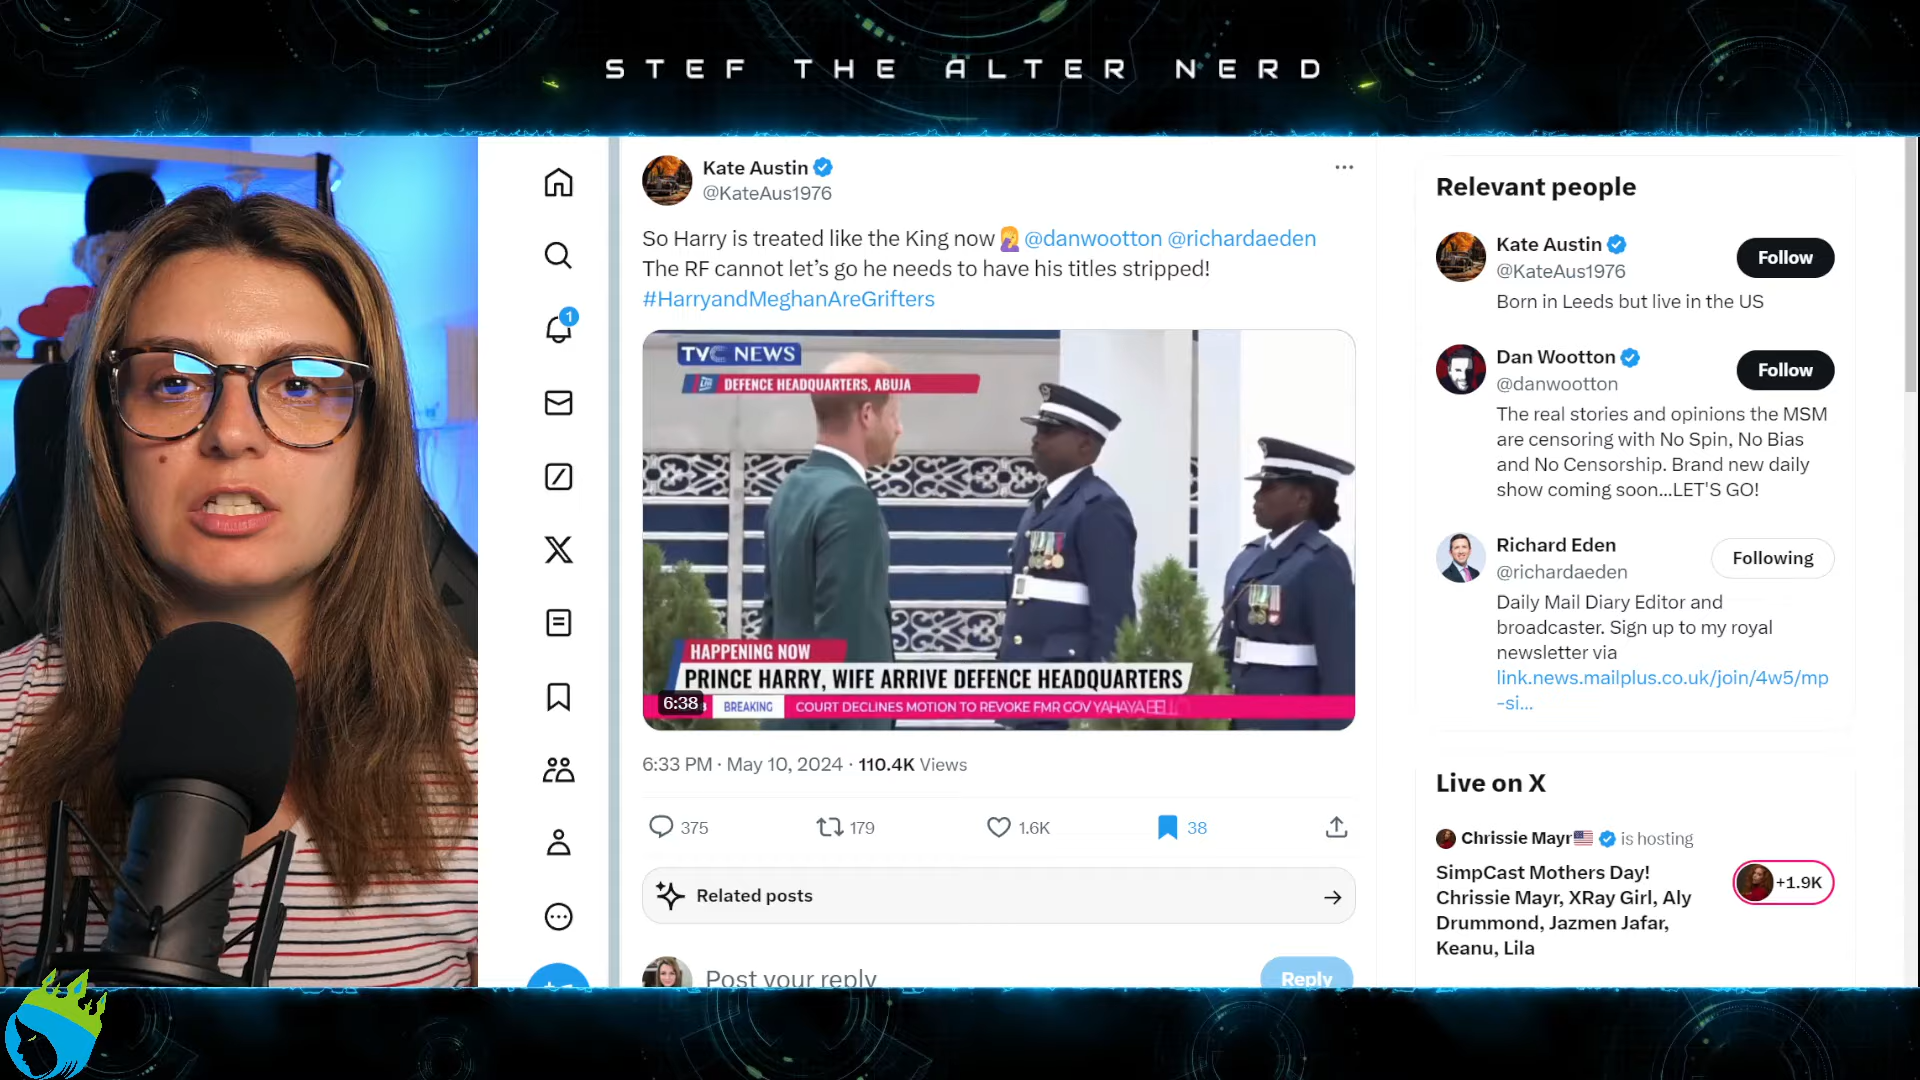 STEF THE ALTER NERD
Kate Austin
@KateAus1976
So Harry is treated like the King now @danwootton @richardaeden
The RF cannot let’s go he needs to have his titles stripped!
#HarryandMeghanAreGrifters
TVC NEWS
DEFENCE HEADQUARTERS, ABUJA
HAPPENING NOW
PRINCE HARRY, WIFE ARRIVE DEFENCE HEADQUARTERS
6:38
BREAKING
COURT DECLINES MOTION TO REVOKE FMR GOV YAHAYA BELLO
6:33 PM · May 10, 2024 · 110.4K Views
375
179
1.6K
38
Related posts
Post your reply
Reply
1
Relevant people
Kate Austin
@KateAus1976
Follow
Born in Leeds but live in the US
Dan Wootton
@danwootton
Follow
The real stories and opinions the MSM
are censoring with No Spin, No Bias
and No Censorship. Brand new daily
show coming soon...LET'S GO!
Richard Eden
@richardaeden
Following
Daily Mail Diary Editor and
broadcaster. Sign up to my royal
newsletter via
link.news.mailplus.co.uk/join/4w5/mp
-si...
Live on X
Chrissie Mayr is hosting
SimpCast Mothers Day!
Chrissie Mayr, XRay Girl, Aly
Drummond, Jazmen Jafar,
Keanu, Lila
+1.9K